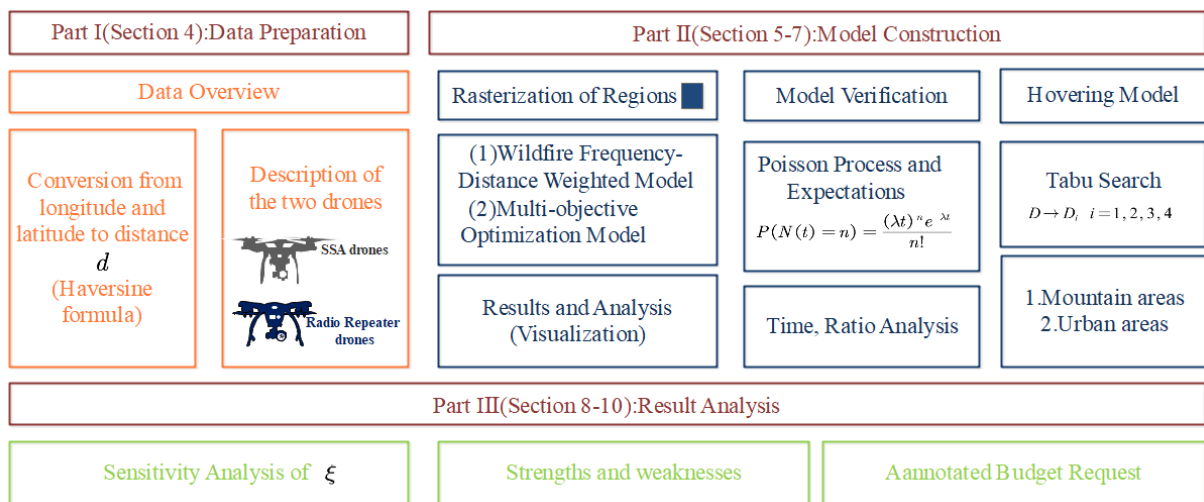 Part I(Section 4):Data Preparation
Data Overview
Conversion from
longitude and
latitude to distance
d
(Haversine
formula)
Description of
the two drones
SSA drones
Radio Repeater
drones
Part II(Section 5-7):Model Construction
Rasterization of Regions
(1)Wildfire Frequency-
Distance Weighted Model
(2)Multi-objective
Optimization Model
Results and Analysis
(Visualization)
Model Verification
Poisson Process and
Expectations
P(N(t)=n)=\frac{(λt)^n e^{λt}}{n!}
Time, Ratio Analysis
Hovering Model
Tabu Search
D→D_i i=1,2,3,4
1.Mountain areas
2.Urban areas
Part III(Section 8-10):Result Analysis
Sensitivity Analysis of ξ
Strengths and weaknesses
Aannotated Budget Request